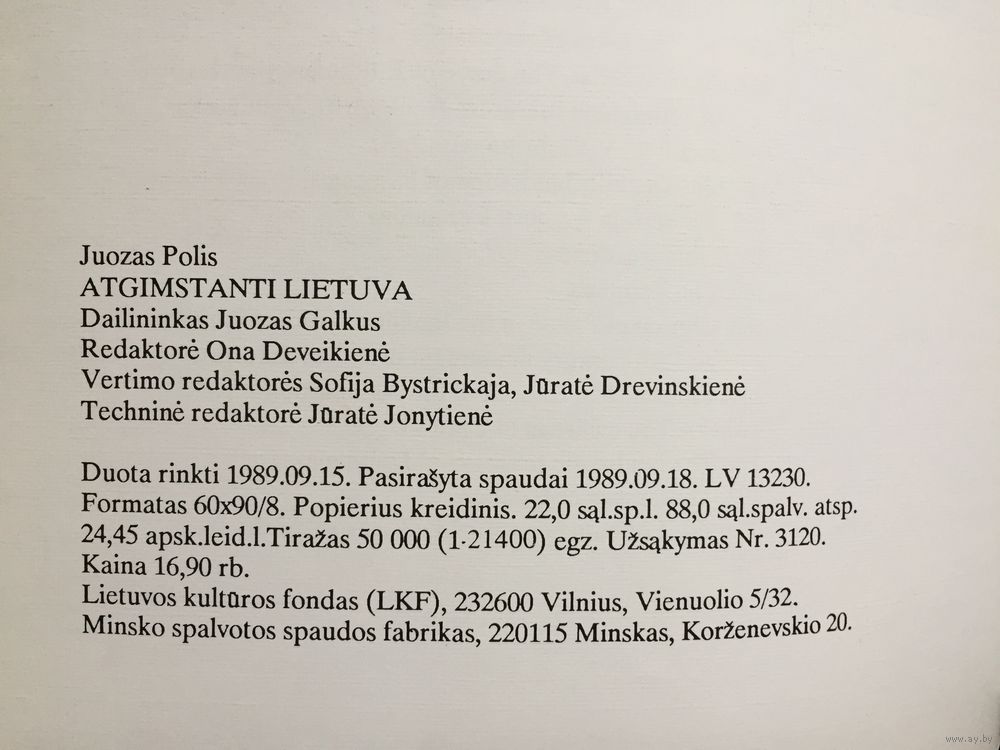 Juozas Polis
ATGIMSTANTI LIETUVA
Dailininkas Juozas Galkus
Redaktorė Ona Deveikienė
Vertimo redaktorės Sofija Bystrickaja, Jūratė Drevinskienė
Techninė redaktorė Jūratė Jonytienė
Duota rinkti 1989.09.15. Pasirašyta spaudai 1989.09.18. LV 13230.
Formatas 60x90/8. Popierius kreidinis. 22,0 sąl.sp.l. 88,0 sąl.spalv. atsp.
24,45 apsk.leid.l.Tiražas 50 000 (1-21400) egz. Užsąkymas Nr. 3120.
Kaina 16,90 rb.
Lietuvos kultūros fondas (LKF), 232600 Vilnius, Vienuolio 5/32.
Minsko spalvotos spaudos fabrikas, 220115 Minskas, Korženevskio 20.
www.ay.by